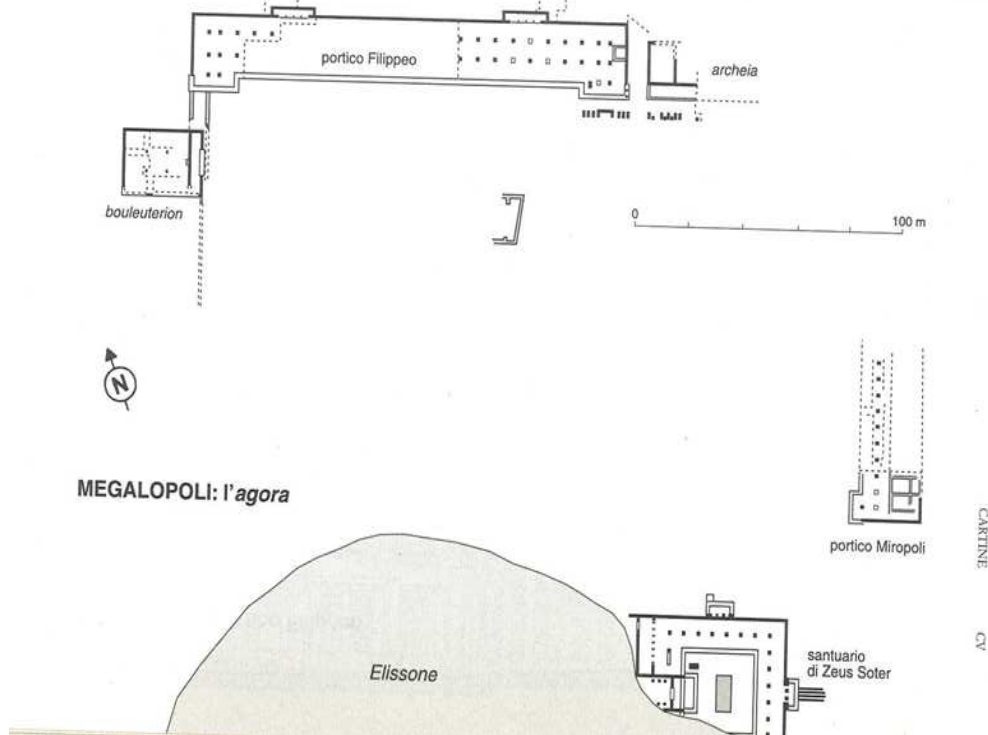 portico Filippeo
archeia
bouleuterion
0
100 m
N
MEGALOPOLI: l'agora
portico Miropoli
CARTINE
CV
Elissone
santuario
di Zeus Soter